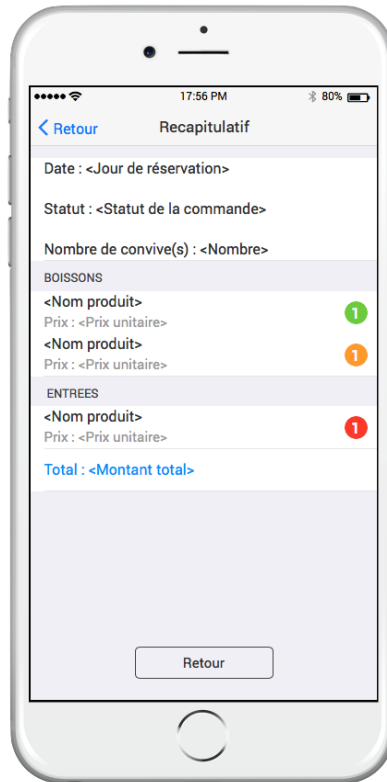 17:56 PM 80%
Retour Recapitulatif
Date : <Jour de réservation>
Statut : <Statut de la commande>
Nombre de convive(s) : <Nombre>
BOISSONS
<Nom produit>
Prix : <Prix unitaire> 1
<Nom produit>
Prix : <Prix unitaire> 1
ENTREES
<Nom produit>
Prix : <Prix unitaire> 1
Total : <Montant total>
Retour